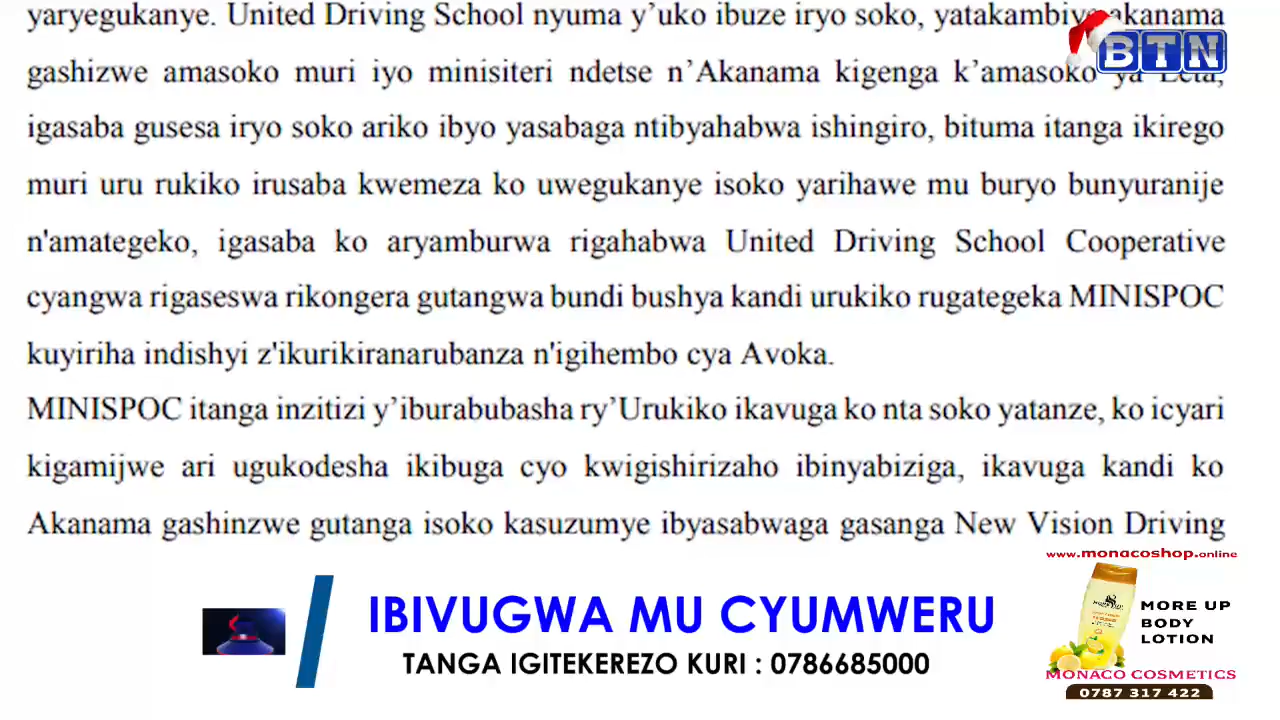 yaryegukanye. United Driving School nyuma y’uko ibuze iryo soko, yatakambiye akanama
BTN
gashizwe amasoko muri iyo minisiteri ndetse n’Akanama kigenga k’amasoko ya Leta,
igasaba gusesa iryo soko ariko ibyo yasabaga ntibyahabwa ishingiro, bituma itanga ikirego
muri uru rukiko irusaba kwemeza ko uwegukanye isoko yarihawe mu buryo bunyuranije
n'amategeko, igasaba ko aryamburwa rigahabwa United Driving School Cooperative
cyangwa rigaseswa rikongera gutangwa bundi bushya kandi urukiko rugategeka MINISPOC
kuyiriha indishyi z'ikurikiranarubanza n'igihembo cya Avoka.
MINISPOC itanga inzitizi y’iburabubasha ry’Urukiko ikavuga ko nta soko yatanze, ko icyari
kigamijwe ari ugukodesha ikibuga cyo kwigishirizaho ibinyabiziga, ikavuga kandi ko
Akanama gashinzwe gutanga isoko kasuzumye ibyasabwaga gasanga New Vision Driving
www.monacoshop.online
IBIVUGWA MU CYUMWERU
TANGA IGITEKEREZO KURI : 0786685000
MORE UP
BODY
LOTION
MONACO COSMETICS
0787 317 422